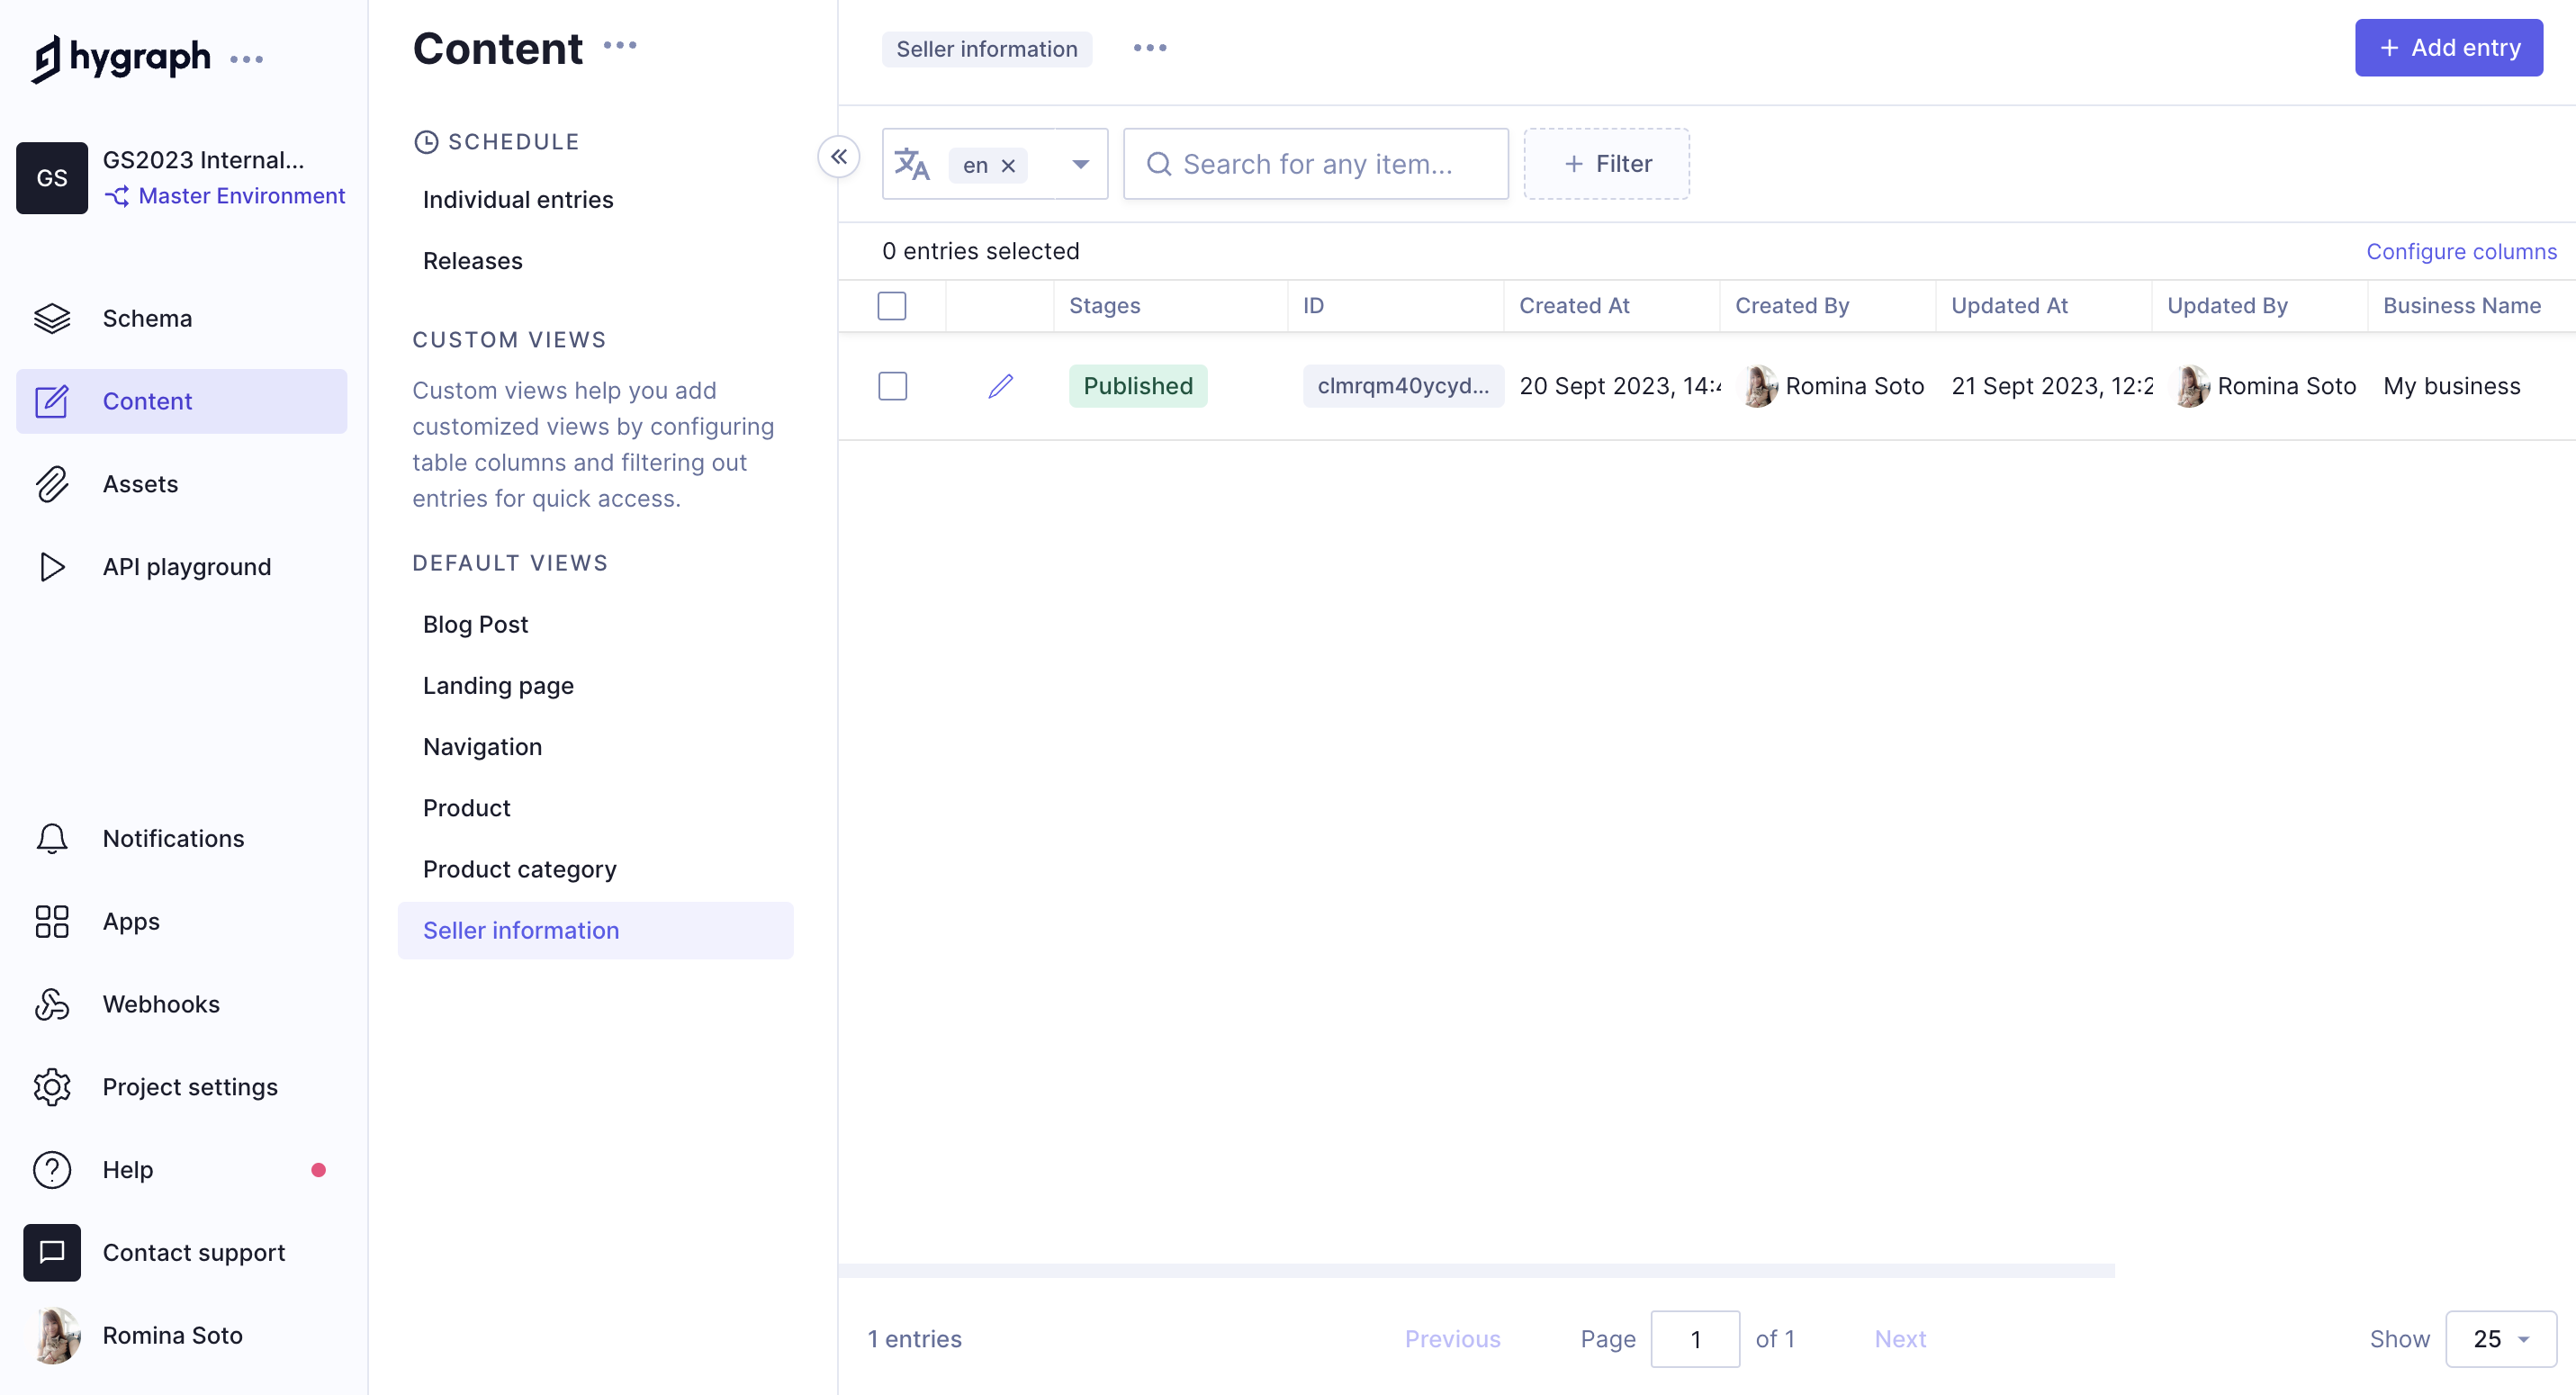 hygraph
GS
GS2023 Internal...
Master Environment
Schema
Content
Assets
API playground
Notifications
Apps
Webhooks
Project settings
Help
Contact support
Romina Soto
Content
SCHEDULE
Individual entries
Releases
CUSTOM VIEWS
Custom views help you add
customized views by configuring
table columns and filtering out
entries for quick access.
DEFAULT VIEWS
Blog Post
Landing page
Navigation
Product
Product category
Seller information
Seller information
+ Add entry
en
Search for any item...
+ Filter
0 entries selected
Configure columns
Stages ID Created At Created By Updated At Updated By Business Name
Published clmrqm40ycyd... 20 Sept 2023, 14: Romina Soto 21 Sept 2023, 12:2 Romina Soto My business
1 entries Previous Page 1 of 1 Next Show 25